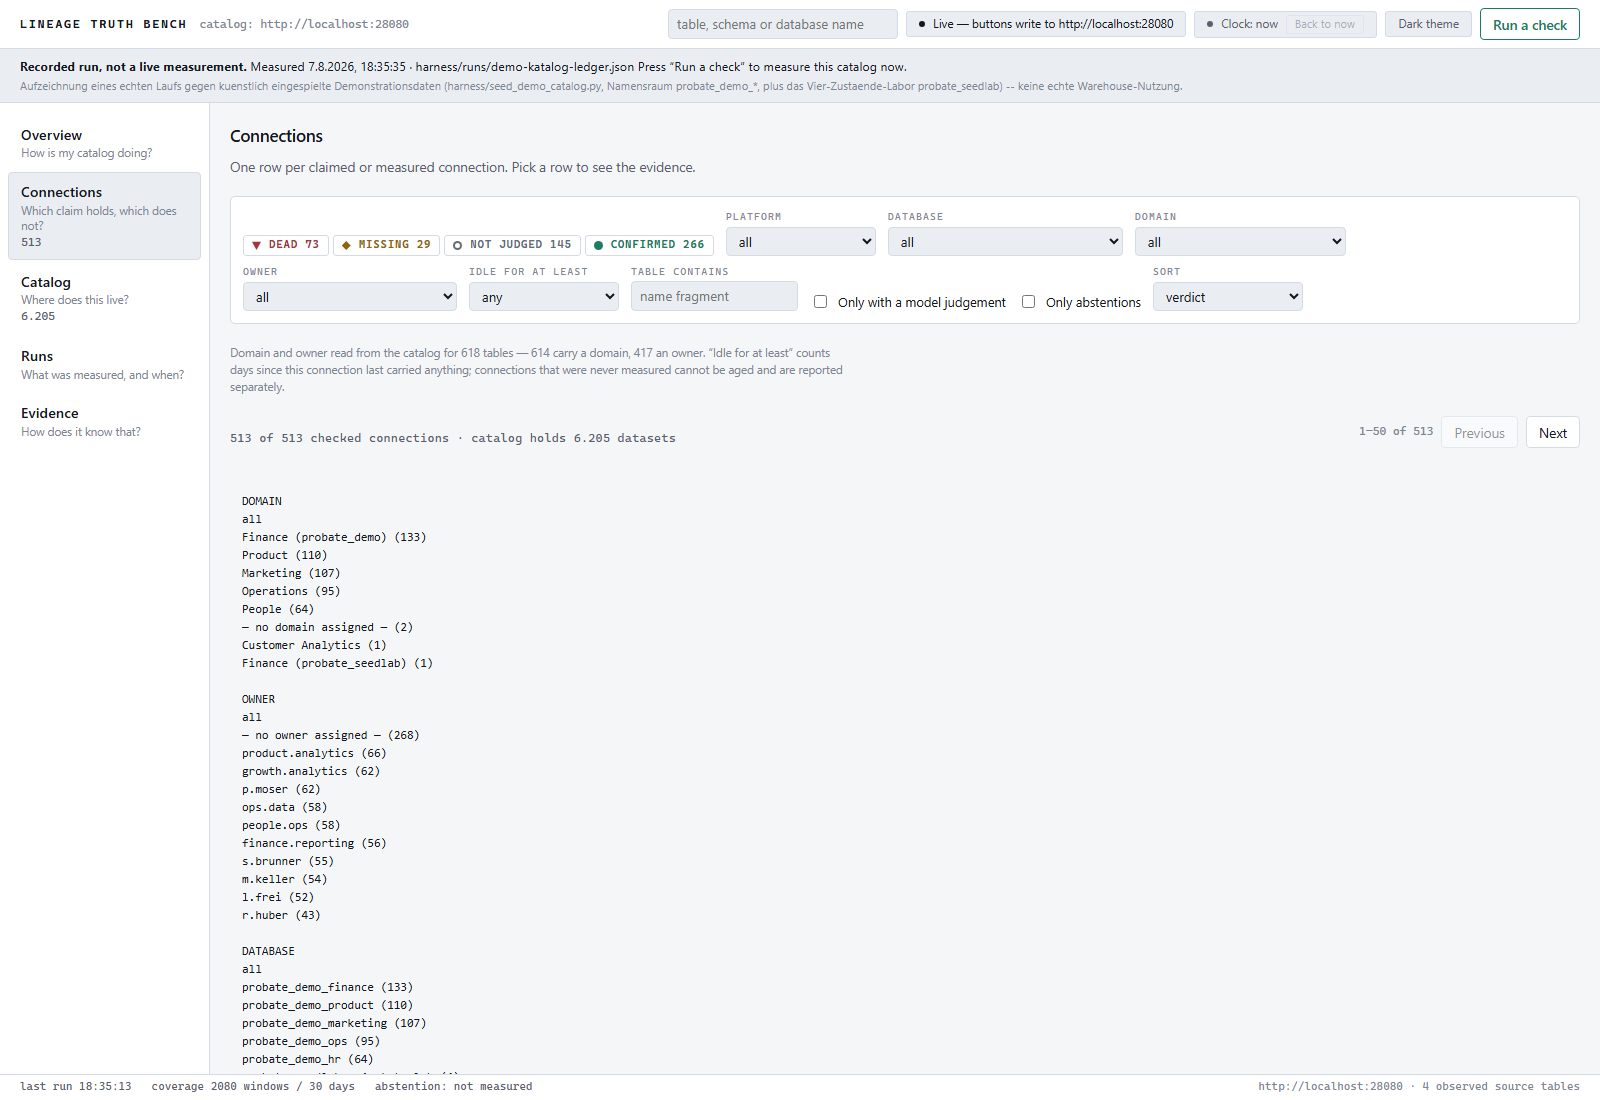 LINEAGE TRUTH BENCH catalog: http://localhost:28080 table, schema or database name Live — buttons write to http://localhost:28080 Clock: now Back to now Dark theme Run a check
Recorded run, not a live measurement. Measured 7.8.2026, 18:35:35 · harness/runs/demo-katalog-ledger.json Press “Run a check” to measure this catalog now.
Aufzeichnung eines echten Laufs gegen kuenstlich eingespielte Demonstrationsdaten (harness/seed_demo_catalog.py, Namensraum probate_demo_*, plus das Vier-Zustaende-Labor probate_seedlab) -- keine echte Warehouse-Nutzung.
Overview
How is my catalog doing?
Connections
Which claim holds, which does
not?
513
Catalog
Where does this live?
6.205
Runs
What was measured, and when?
Evidence
How does it know that?
Connections
One row per claimed or measured connection. Pick a row to see the evidence.
PLATFORM DATABASE DOMAIN
DEAD 73 MISSING 29 NOT JUDGED 145 CONFIRMED 266 all all all
OWNER IDLE FOR AT LEAST TABLE CONTAINS SORT
all any name fragment Only with a model judgement Only abstentions verdict
Domain and owner read from the catalog for 618 tables — 614 carry a domain, 417 an owner. “Idle for at least” counts
days since this connection last carried anything; connections that were never measured cannot be aged and are reported
separately.
513 of 513 checked connections · catalog holds 6.205 datasets 1–50 of 513 Previous Next
DOMAIN
all
Finance (probate_demo) (133)
Product (110)
Marketing (107)
Operations (95)
People (64)
— no domain assigned — (2)
Customer Analytics (1)
Finance (probate_seedlab) (1)
OWNER
all
— no owner assigned — (268)
product.analytics (66)
growth.analytics (62)
p.moser (62)
ops.data (58)
people.ops (58)
finance.reporting (56)
s.brunner (55)
m.keller (54)
l.frei (52)
r.huber (43)
DATABASE
all
probate_demo_finance (133)
probate_demo_product (110)
probate_demo_marketing (107)
probate_demo_ops (95)
probate_demo_hr (64)
last run 18:35:13 coverage 2080 windows / 30 days abstention: not measured http://localhost:28080 · 4 observed source tables